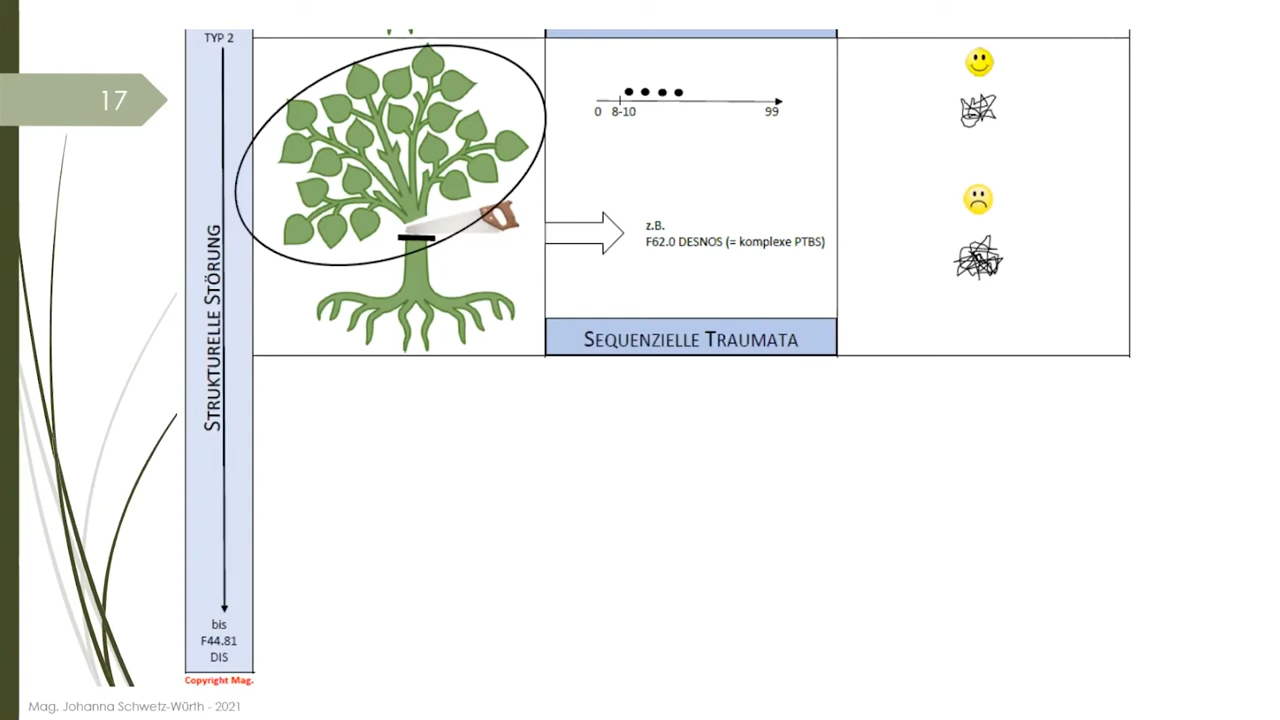 17
TYP 2
STRUKTURELLE STÖRUNG
bis
F44.81
DIS
0 8-10 99
z.B.
F62.0 DESNOS (= komplexe PTBS)
SEQUENZIELLE TRAUMATA
Copyright Mag.
Mag. Johanna Schwetz-Würth - 2021